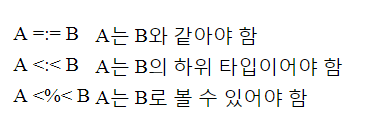 A =:= B A는 B와 같아야 함
A <:< B A는 B의 하위 타입이어야 함
A <%< B A는 B로 볼 수 있어야 함